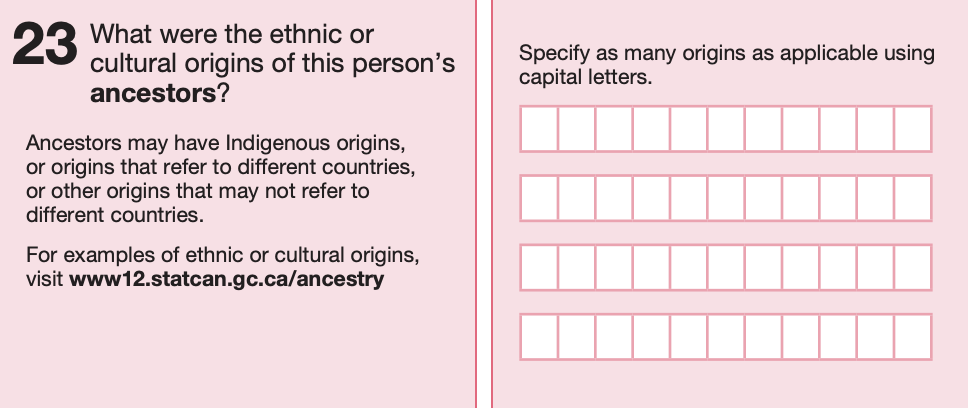 23 What were the ethnic or
cultural origins of this person's
ancestors?
Ancestors may have Indigenous origins,
or origins that refer to different countries,
or other origins that may not refer to
different countries.
For examples of ethnic or cultural origins,
visit www12.statcan.gc.ca/ancestry
Specify as many origins as applicable using
capital letters.